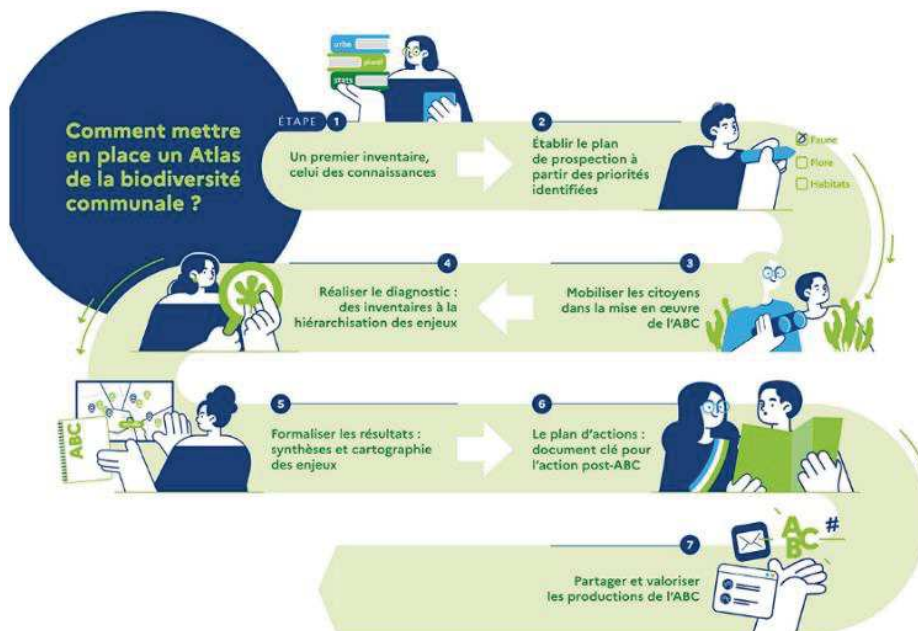 Comment mettre
en place un Atlas
de la biodiversité
communale ?
urba
pluvial
stats
ÉTAPE 1
Un premier inventaire,
celui des connaissances
2
Établir le plan
de prospection à
partir des priorités
identifiées
Faune
Flore
Habitats
3
Mobiliser les citoyens
dans la mise en œuvre
de l'ABC
4
Réaliser le diagnostic :
des inventaires à la
hiérarchisation des enjeux
5
Formaliser les résultats :
synthèses et cartographie
des enjeux
ABC
6
Le plan d'actions :
document clé pour
l'action post-ABC
7
Partager et valoriser
les productions de l'ABC
ABC #